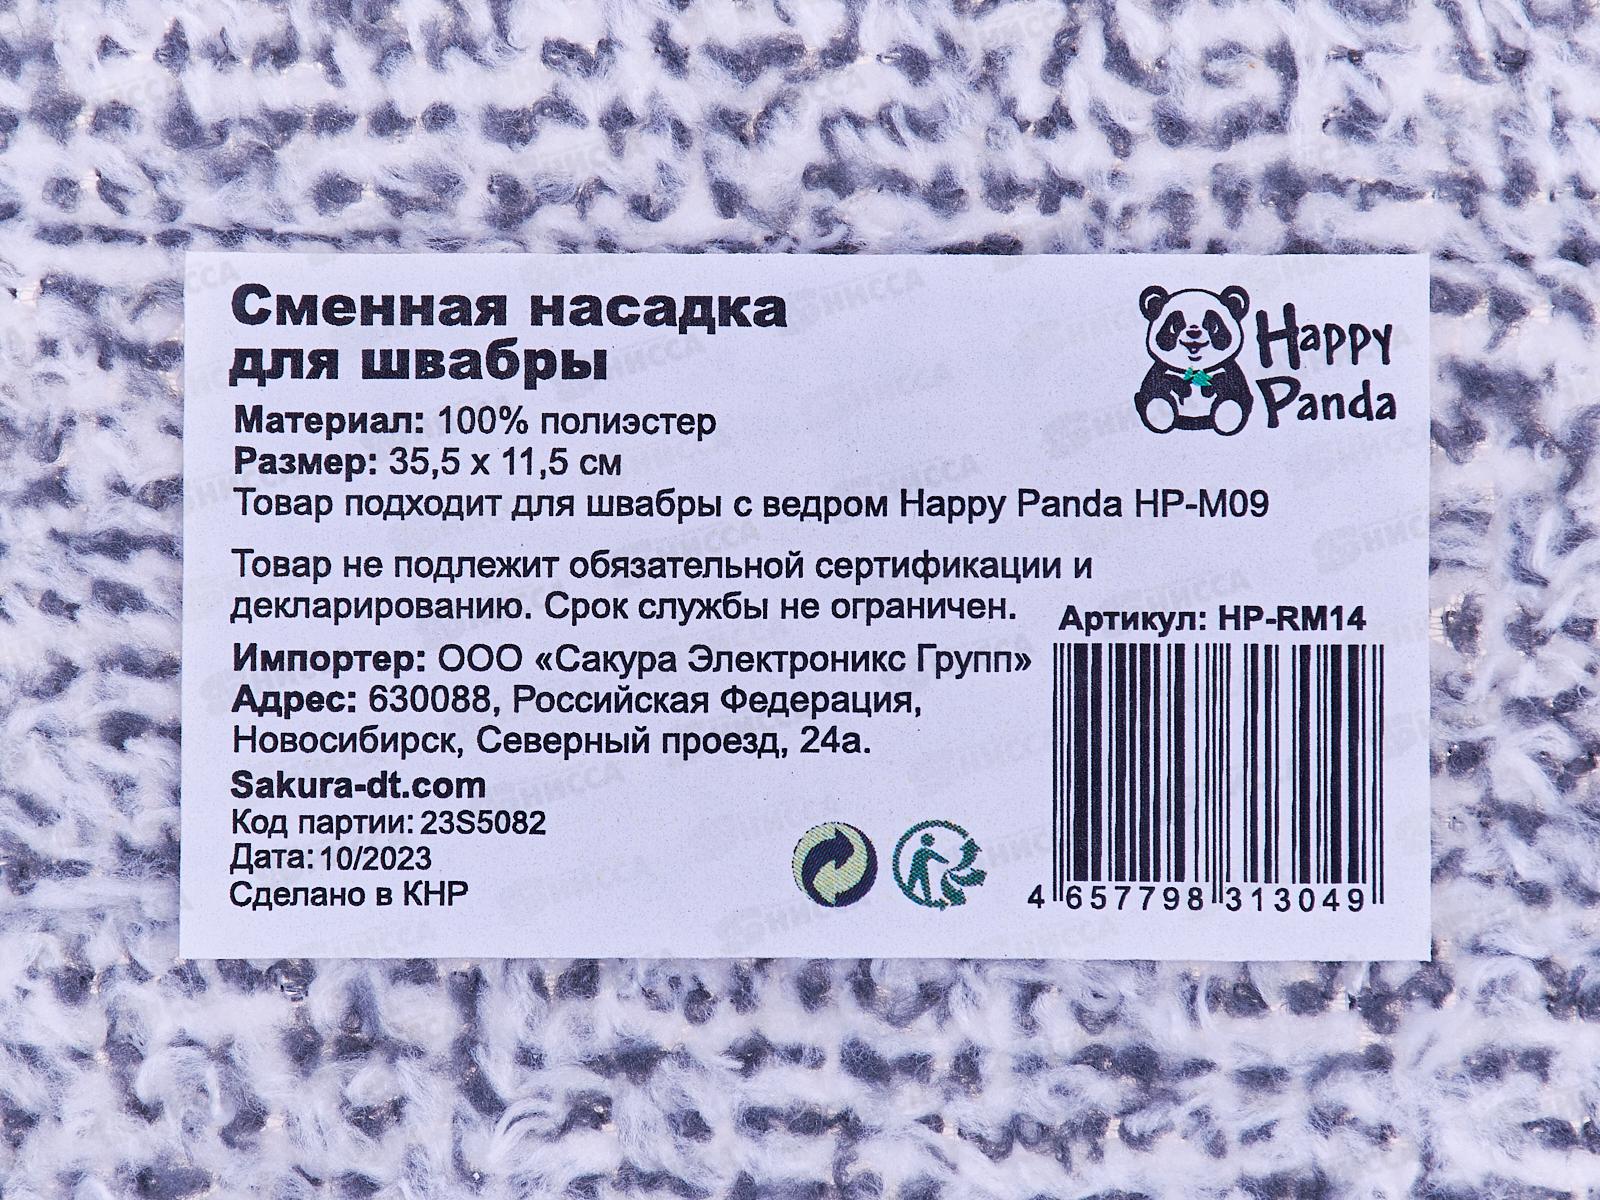 Сменная насадка
для швабры
Happy
Panda
Материал: 100% полиэстер
Размер: 35,5 х 11,5 см
Товар подходит для швабры с ведром Happy Panda HP-M09
Товар не подлежит обязательной сертификации и
декларированию. Срок службы не ограничен.
Артикул: HP-RM14
Импортер: ООО «Сакура Электроникс Групп»
Адрес: 630088, Российская Федерация,
Новосибирск, Северный проезд, 24а.
Sakura-dt.com
Код партии: 23S5082
Дата: 10/2023
Сделано в КНР
4 657798 313049